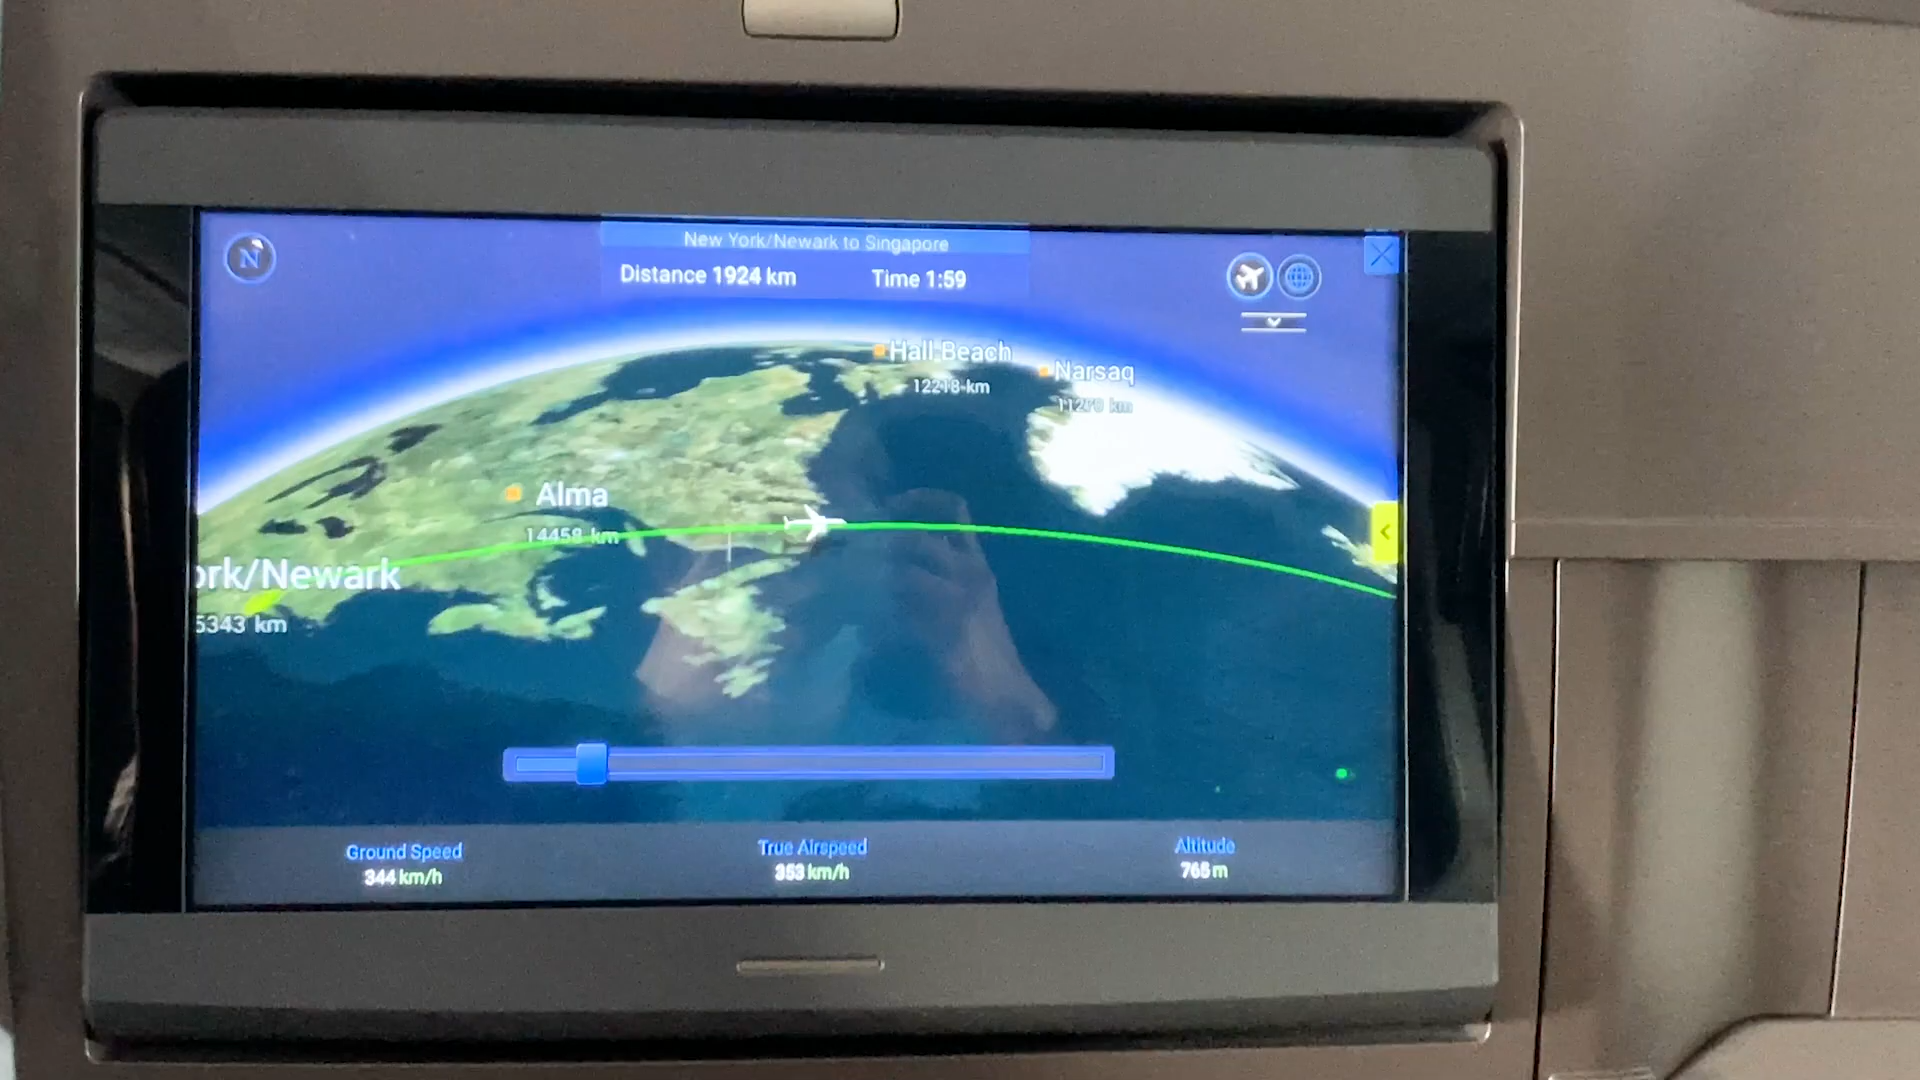 N
New York/Newark to Singapore
Distance 1924 km
Time 1:59
Hall Beach
12218 km
Narsaq
Alma
14458 km
ork/Newark
5343 km
Ground Speed
344 km/h
True Airspeed
353 km/h
Altitude
765 m